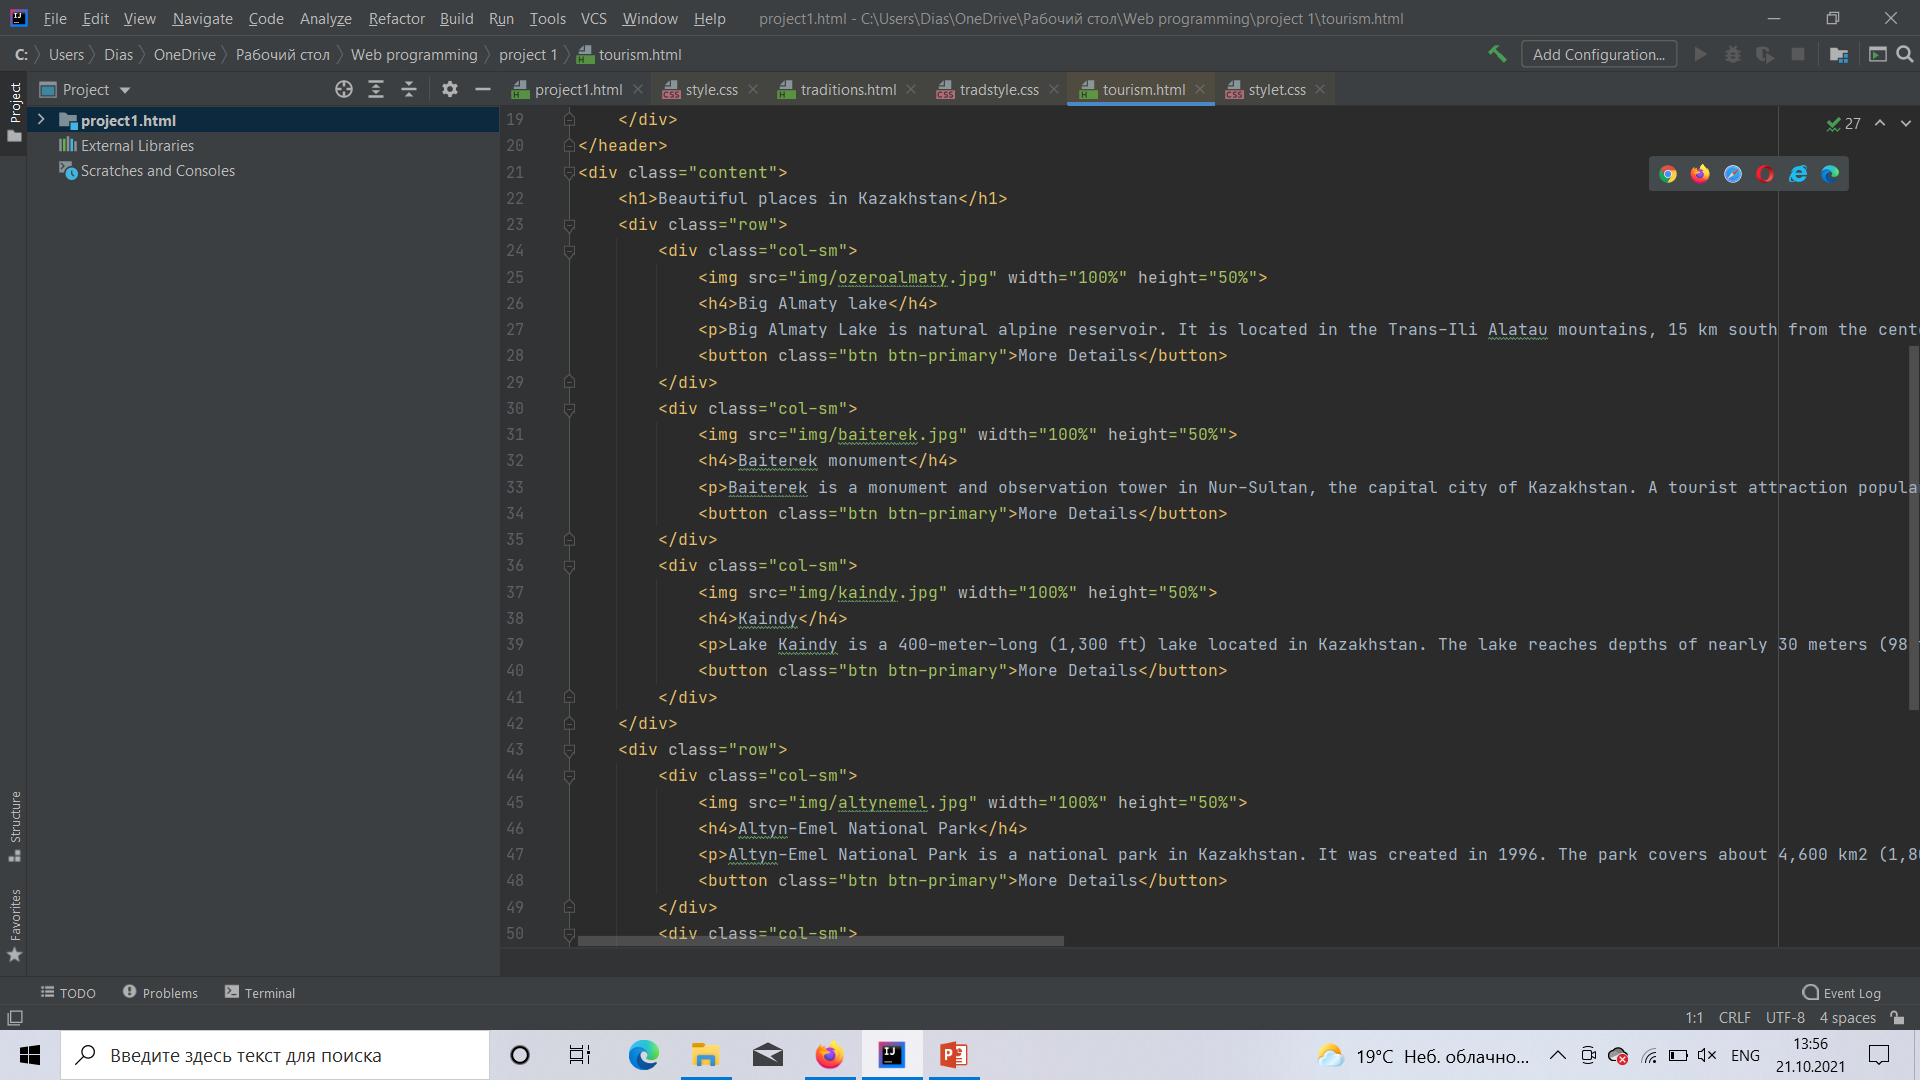 File Edit View Navigate Code Analyze Refactor Build Run Tools VCS Window Help project1.html - C:\Users\Dias\OneDrive\Рабочий стол\Web programming\project 1\tourism.html
C: Users Dias OneDrive Рабочий стол Web programming project 1 tourism.html Add Configuration...
Project Project project1.html style.css traditions.html tradstyle.css tourism.html stylet.css
project1.html
External Libraries
Scratches and Consoles
27
19 </div>
20 </header>
21 <div class="content">
22 <h1>Beautiful places in Kazakhstan</h1>
23 <div class="row">
24 <div class="col-sm">
25 <img src="img/ozeroalmaty.jpg" width="100%" height="50%">
26 <h4>Big Almaty lake</h4>
27 <p>Big Almaty Lake is natural alpine reservoir. It is located in the Trans-Ili Alatau mountains, 15 km south from the cent
28 <button class="btn btn-primary">More Details</button>
29 </div>
30 <div class="col-sm">
31 <img src="img/baiterek.jpg" width="100%" height="50%">
32 <h4>Baiterek monument</h4>
33 <p>Baiterek is a monument and observation tower in Nur-Sultan, the capital city of Kazakhstan. A tourist attraction popula
34 <button class="btn btn-primary">More Details</button>
35 </div>
36 <div class="col-sm">
37 <img src="img/kaindy.jpg" width="100%" height="50%">
38 <h4>Kaindy</h4>
39 <p>Lake Kaindy is a 400-meter-long (1,300 ft) lake located in Kazakhstan. The lake reaches depths of nearly 30 meters (98
40 <button class="btn btn-primary">More Details</button>
41 </div>
42 </div>
43 <div class="row">
44 <div class="col-sm">
45 <img src="img/altynemel.jpg" width="100%" height="50%">
46 <h4>Altyn-Emel National Park</h4>
47 <p>Altyn-Emel National Park is a national park in Kazakhstan. It was created in 1996. The park covers about 4,600 km2 (1,8
48 <button class="btn btn-primary">More Details</button>
49 </div>
50 <div class="col-sm">
Structure
Favorites
TODO Problems Terminal Event Log
1:1 CRLF UTF-8 4 spaces
Введите здесь текст для поиска 19°C Неб. облачно... ENG 13:56
21.10.2021